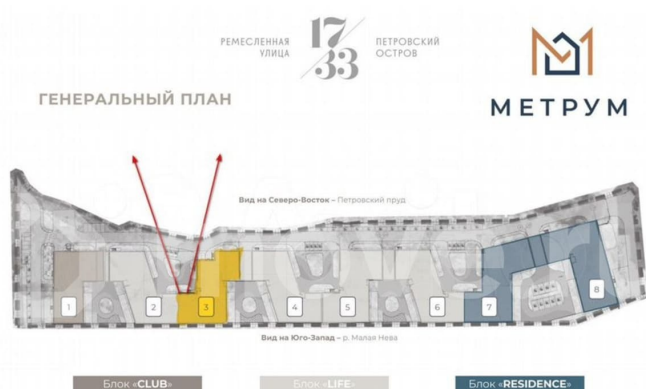 РЕМЕСЛЕННАЯ УЛИЦА
17/33
ПЕТРОВСКИЙ ОСТРОВ
ГЕНЕРАЛЬНЫЙ ПЛАН
МЕТРУМ
Вид на Северо-Восток – Петровский пруд
1
2
3
4
5
6
7
8
Вид на Юго-Запад – р. Малая Нева
Блок «CLUB»
Блок «LIFE»
Блок «RESIDENCE»